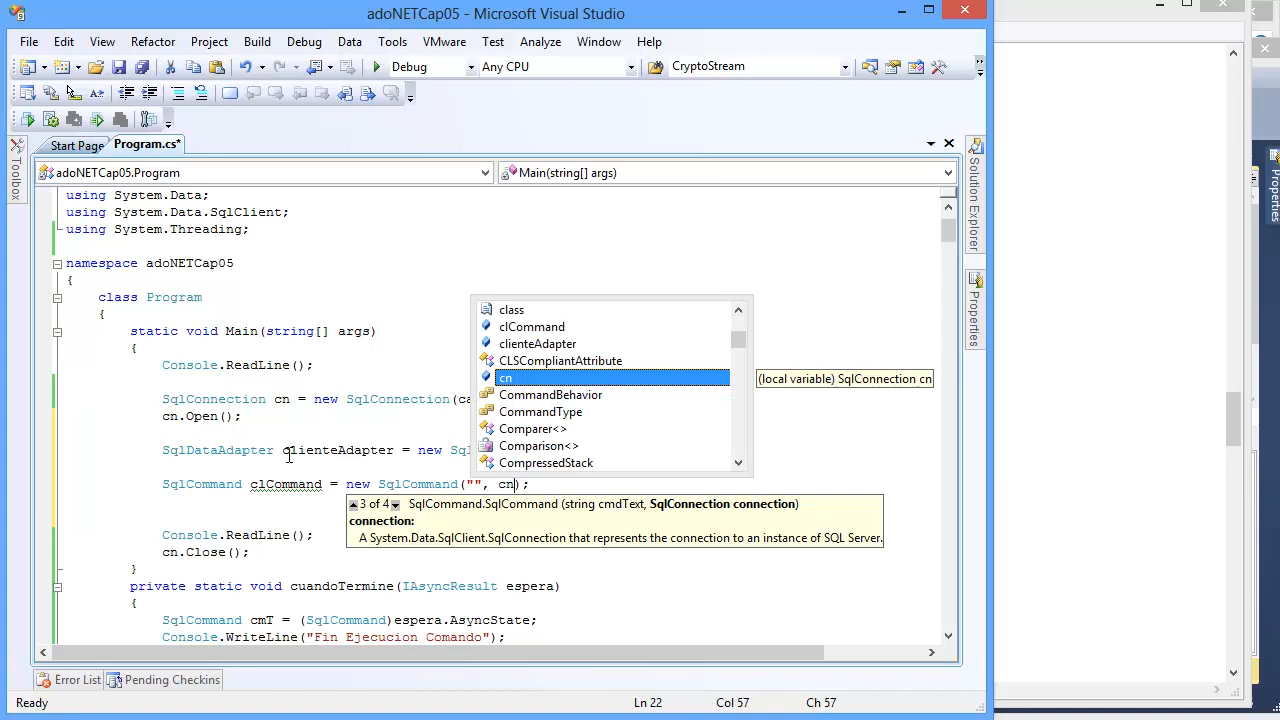 adoNETCap05 - Microsoft Visual Studio
File Edit View Refactor Project Build Debug Data Tools VMware Test Analyze Window Help
Debug Any CPU CryptoStream
Start Page Program.cs*
adoNETCap05.Program Main(string[] args)
Toolbox
Solution Explorer
Properties
Properties
using System.Data;
using System.Data.SqlClient;
using System.Threading;
namespace adoNETCap05
{
class Program
{
static void Main(string[] args)
{
Console.ReadLine();
SqlConnection cn = new SqlConnection(ca
cn.Open();
SqlDataAdapter clienteAdapter = new Sql
SqlCommand clCommand = new SqlCommand("", cn);
Console.ReadLine();
cn.Close();
}
private static void cuandoTermine(IAsyncResult espera)
{
SqlCommand cmT = (SqlCommand)espera.AsyncState;
Console.WriteLine("Fin Ejecucion Comando");
class
clCommand
clienteAdapter
CLSCompliantAttribute
cn
CommandBehavior
CommandType
Comparer<>
Comparison<>
CompressedStack
(local variable) SqlConnection cn
3 of 4 SqlCommand.SqlCommand (string cmdText, SqlConnection connection)
connection:
A System.Data.SqlClient.SqlConnection that represents the connection to an instance of SQL Server.
Error List Pending Checkins
Ready Ln 22 Col 57 Ch 57